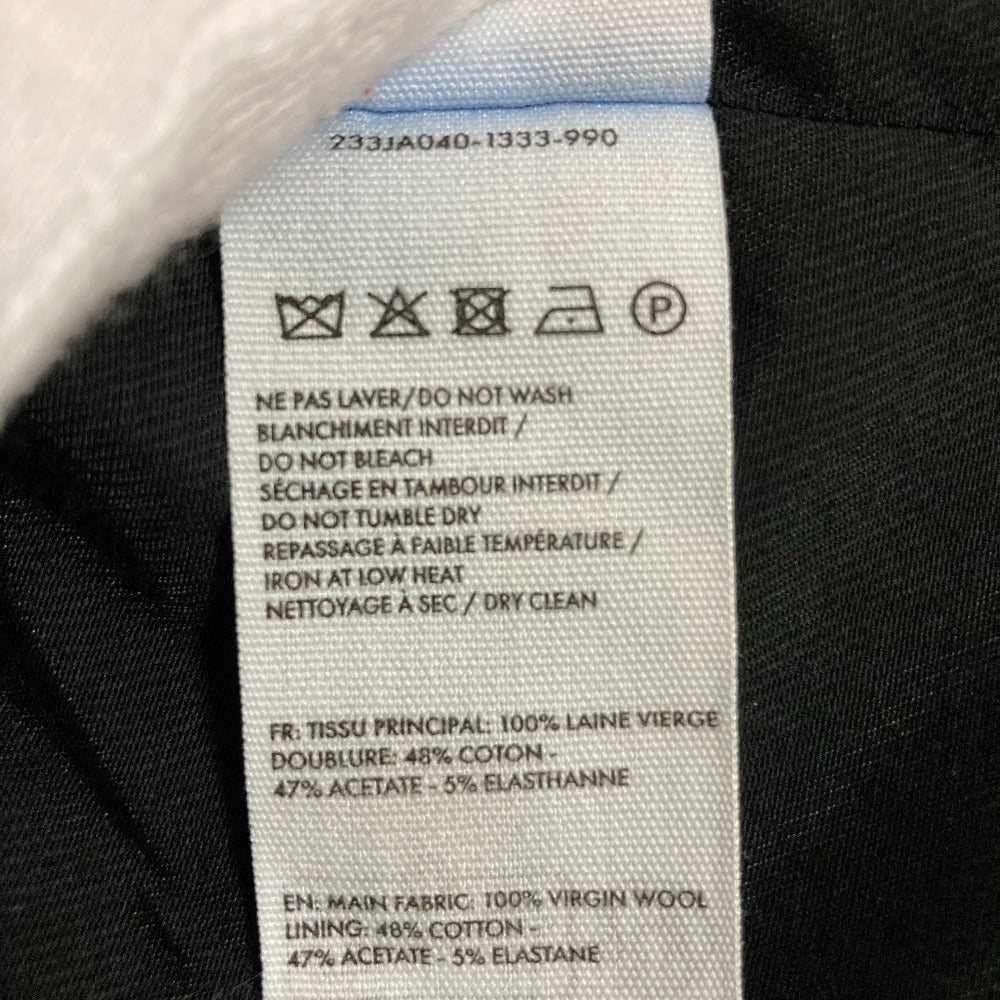 233JA040-1333-990
P
NE PAS LAVER/DO NOT WASH
BLANCHIMENT INTERDIT /
DO NOT BLEACH
SÉCHAGE EN TAMBOUR INTERDIT /
DO NOT TUMBLE DRY
REPASSAGE À FAIBLE TEMPÉRATURE /
IRON AT LOW HEAT
NETTOYAGE À SEC / DRY CLEAN
FR: TISSU PRINCIPAL: 100% LAINE VIERGE
DOUBLURE: 48% COTON -
47% ACETATE - 5% ELASTHANNE
EN: MAIN FABRIC: 100% VIRGIN WOOL
LINING: 48% COTTON -
47% ACETATE - 5% ELASTANE